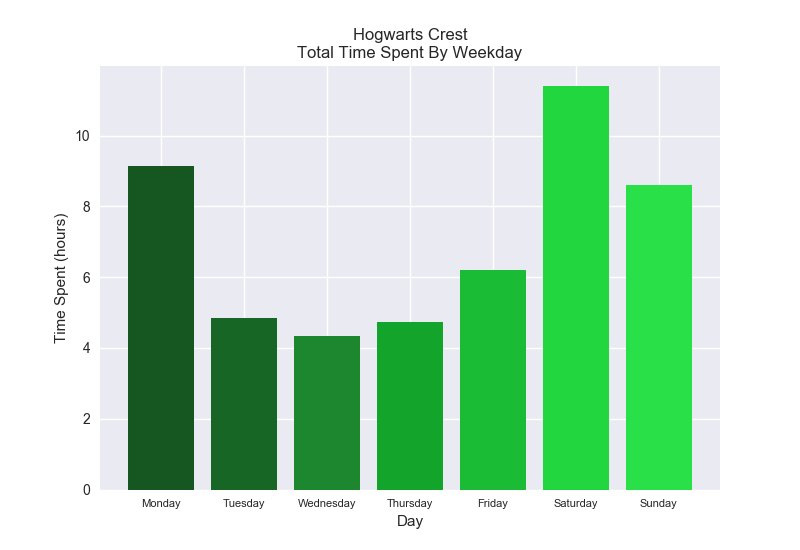 Hogwarts Crest
Total Time Spent By Weekday
Time Spent (hours)
10
8
6
4
2
0
Monday Tuesday Wednesday Thursday Friday Saturday Sunday
Day